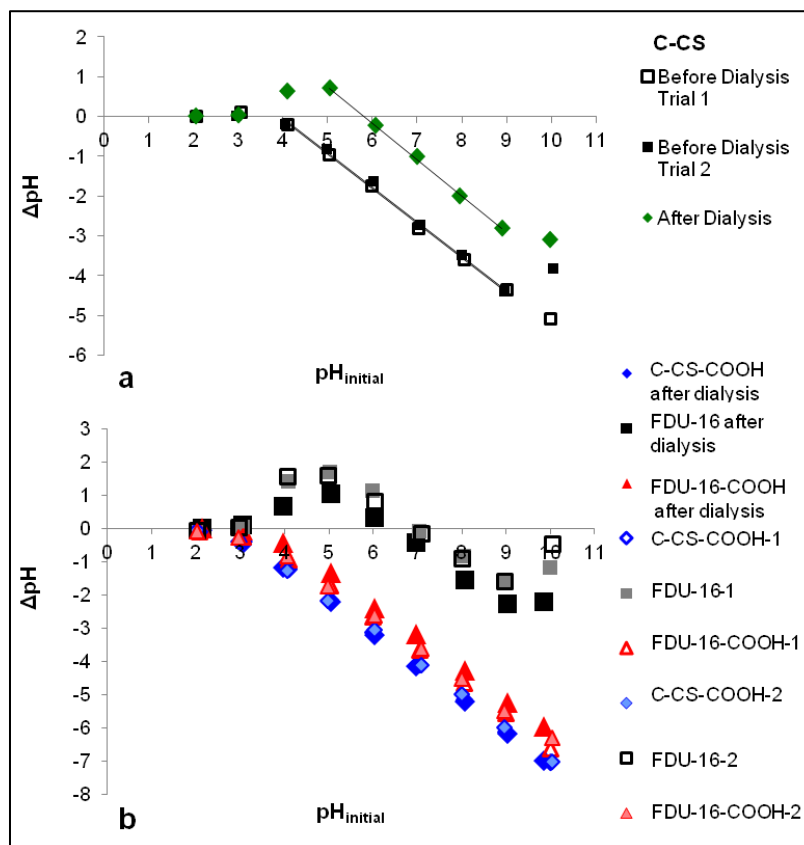 C-CS
Before Dialysis
Trial 1
Before Dialysis
Trial 2
After Dialysis
2
1
0
-1
-2
-3
-4
-5
-6
0 1 2 3 4 5 6 7 8 9 10 11
ΔpH
pHinitial
a
C-CS-COOH
after dialysis
FDU-16 after
dialysis
FDU-16-COOH
after dialysis
C-CS-COOH-1
FDU-16-1
FDU-16-COOH-1
C-CS-COOH-2
FDU-16-2
FDU-16-COOH-2
3
2
1
0
-1
-2
-3
-4
-5
-6
-7
-8
0 1 2 3 4 5 6 7 8 9 10 11
ΔpH
pHinitial
b